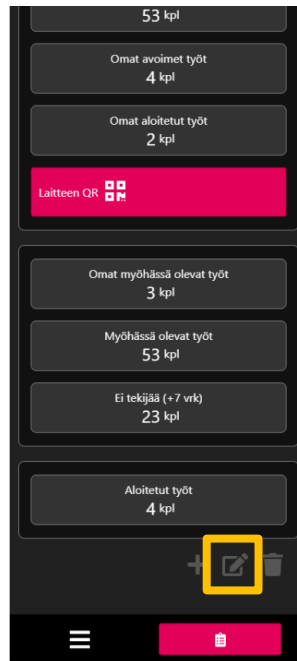 53 kpl
Omat avoimet työt
4 kpl
Omat aloitetut työt
2 kpl
Laitteen QR
Omat myöhässä olevat työt
3 kpl
Myöhässä olevat työt
53 kpl
Ei tekijää (+7 vrk)
23 kpl
Aloitetut työt
4 kpl